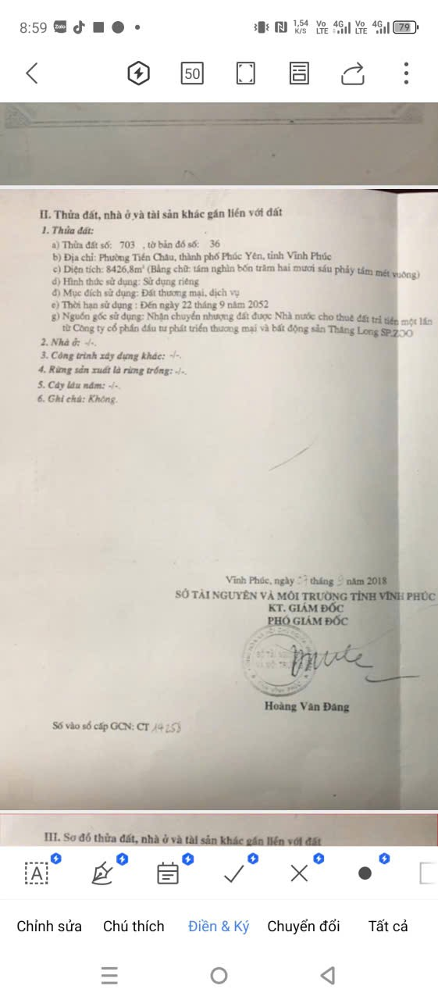 8:59
Zalo
1,54 K/S
Vo LTE 4G
Vo LTE 4G
79
50
II. Thửa đất, nhà ở và tài sản khác gắn liền với đất
1. Thửa đất:
a) Thửa đất số: 703 , tờ bản đồ số: 36
b) Địa chỉ: Phường Tiền Châu, thành phố Phúc Yên, tỉnh Vĩnh Phúc
c) Diện tích: 8426,8m² (Bằng chữ: tám nghìn bốn trăm hai mươi sáu phảy tám mét vuông)
d) Hình thức sử dụng: Sử dụng riêng
đ) Mục đích sử dụng: Đất thương mại, dịch vụ
e) Thời hạn sử dụng : Đến ngày 22 tháng 9 năm 2052
g) Nguồn gốc sử dụng: Nhận chuyển nhượng đất được Nhà nước cho thuê đất trả tiền một lần
từ Công ty cổ phần đầu tư phát triển thương mại và bất động sản Thăng Long SP.ZOO
2. Nhà ở: -/-.
3. Công trình xây dựng khác: -/-.
4. Rừng sản xuất là rừng trồng: -/-.
5. Cây lâu năm: -/-.
6. Ghi chú: Không.
Vĩnh Phúc, ngày tháng 9 năm 2018
SỞ TÀI NGUYÊN VÀ MÔI TRƯỜNG TỈNH VĨNH PHÚC
KT. GIÁM ĐỐC
PHÓ GIÁM ĐỐC
Hoàng Văn Đăng
Số vào sổ cấp GCN: CT 14258
III. Sơ đồ thửa đất, nhà ở và tài sản khác gắn liền với đất
A
Chỉnh sửa
Chú thích
Điền & Ký
Chuyển đổi
Tất cả